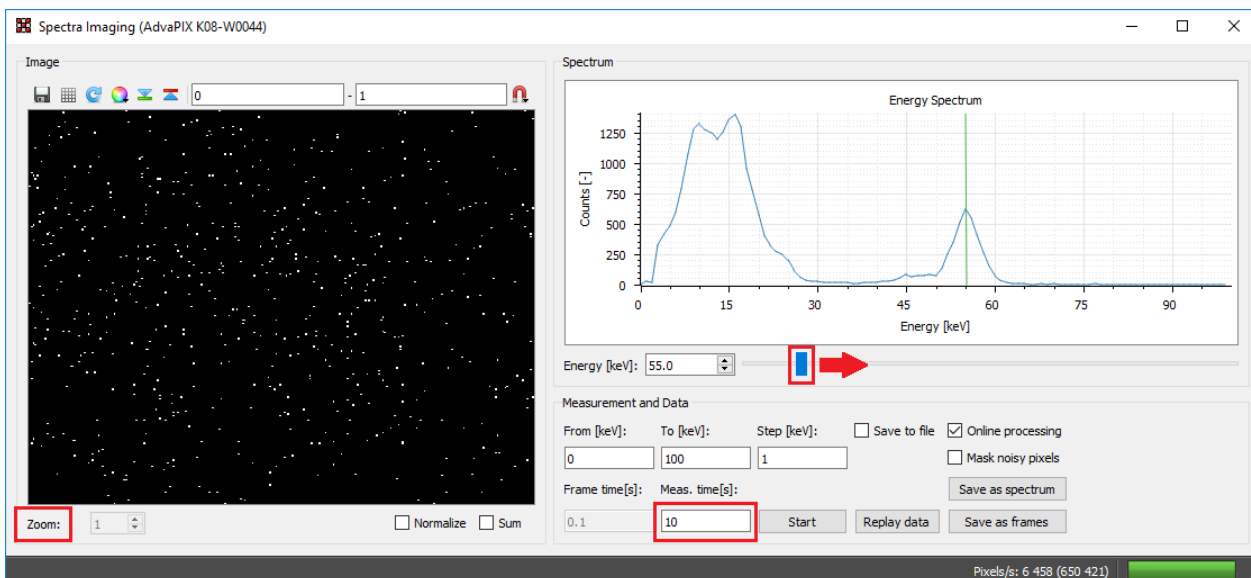 Spectra Imaging (AdvaPIX K08-W0044)
Image
0 - 1
Zoom: 1
Normalize Sum
Spectrum
Energy Spectrum
Counts [-]
1250
1000
750
500
250
0
0 15 30 45 60 75 90
Energy [keV]
Energy [keV]: 55.0
Measurement and Data
From [keV]: To [keV]: Step [keV]: Save to file Online processing
0 100 1 Mask noisy pixels
Frame time[s]: Meas. time[s]: Save as spectrum
0.1 10 Start Replay data Save as frames
Pixels/s: 6 458 (650 421)